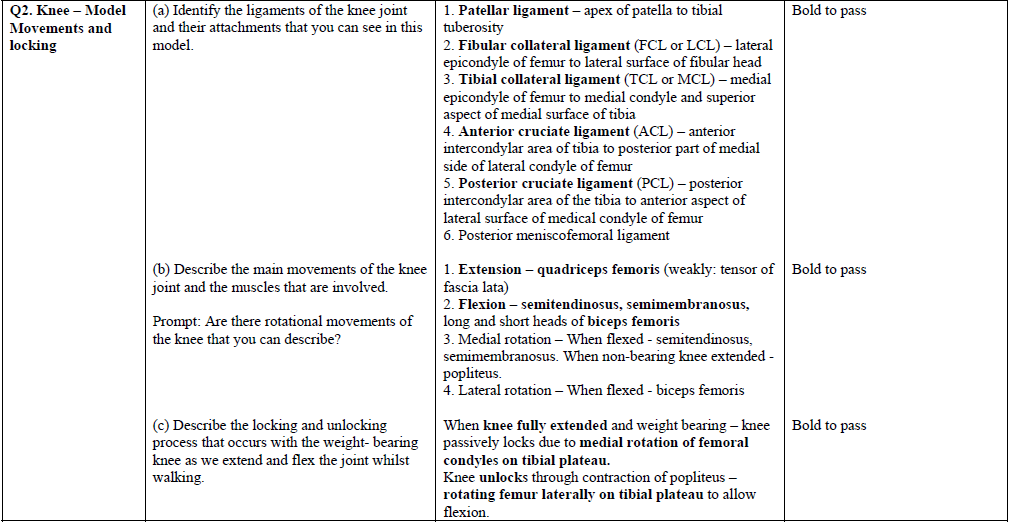 Q2. Knee – Model
Movements and
locking
(a) Identify the ligaments of the knee joint
and their attachments that you can see in this
model.
1. Patellar ligament – apex of patella to tibial
tuberosity
2. Fibular collateral ligament (FCL or LCL) – lateral
epicondyle of femur to lateral surface of fibular head
3. Tibial collateral ligament (TCL or MCL) – medial
epicondyle of femur to medial condyle and superior
aspect of medial surface of tibia
4. Anterior cruciate ligament (ACL) – anterior
intercondylar area of tibia to posterior part of medial
side of lateral condyle of femur
5. Posterior cruciate ligament (PCL) – posterior
intercondylar area of the tibia to anterior aspect of
lateral surface of medical condyle of femur
6. Posterior meniscofemoral ligament
Bold to pass
(b) Describe the main movements of the knee
joint and the muscles that are involved.
Prompt: Are there rotational movements of
the knee that you can describe?
1. Extension – quadriceps femoris (weakly: tensor of
fascia lata)
2. Flexion – semitendinosus, semimembranosus,
long and short heads of biceps femoris
3. Medial rotation – When flexed - semitendinosus,
semimembranosus. When non-bearing knee extended -
popliteus.
4. Lateral rotation – When flexed - biceps femoris
Bold to pass
(c) Describe the locking and unlocking
process that occurs with the weight- bearing
knee as we extend and flex the joint whilst
walking.
When knee fully extended and weight bearing – knee
passively locks due to medial rotation of femoral
condyles on tibial plateau.
Knee unlocks through contraction of popliteus –
rotating femur laterally on tibial plateau to allow
flexion.
Bold to pass